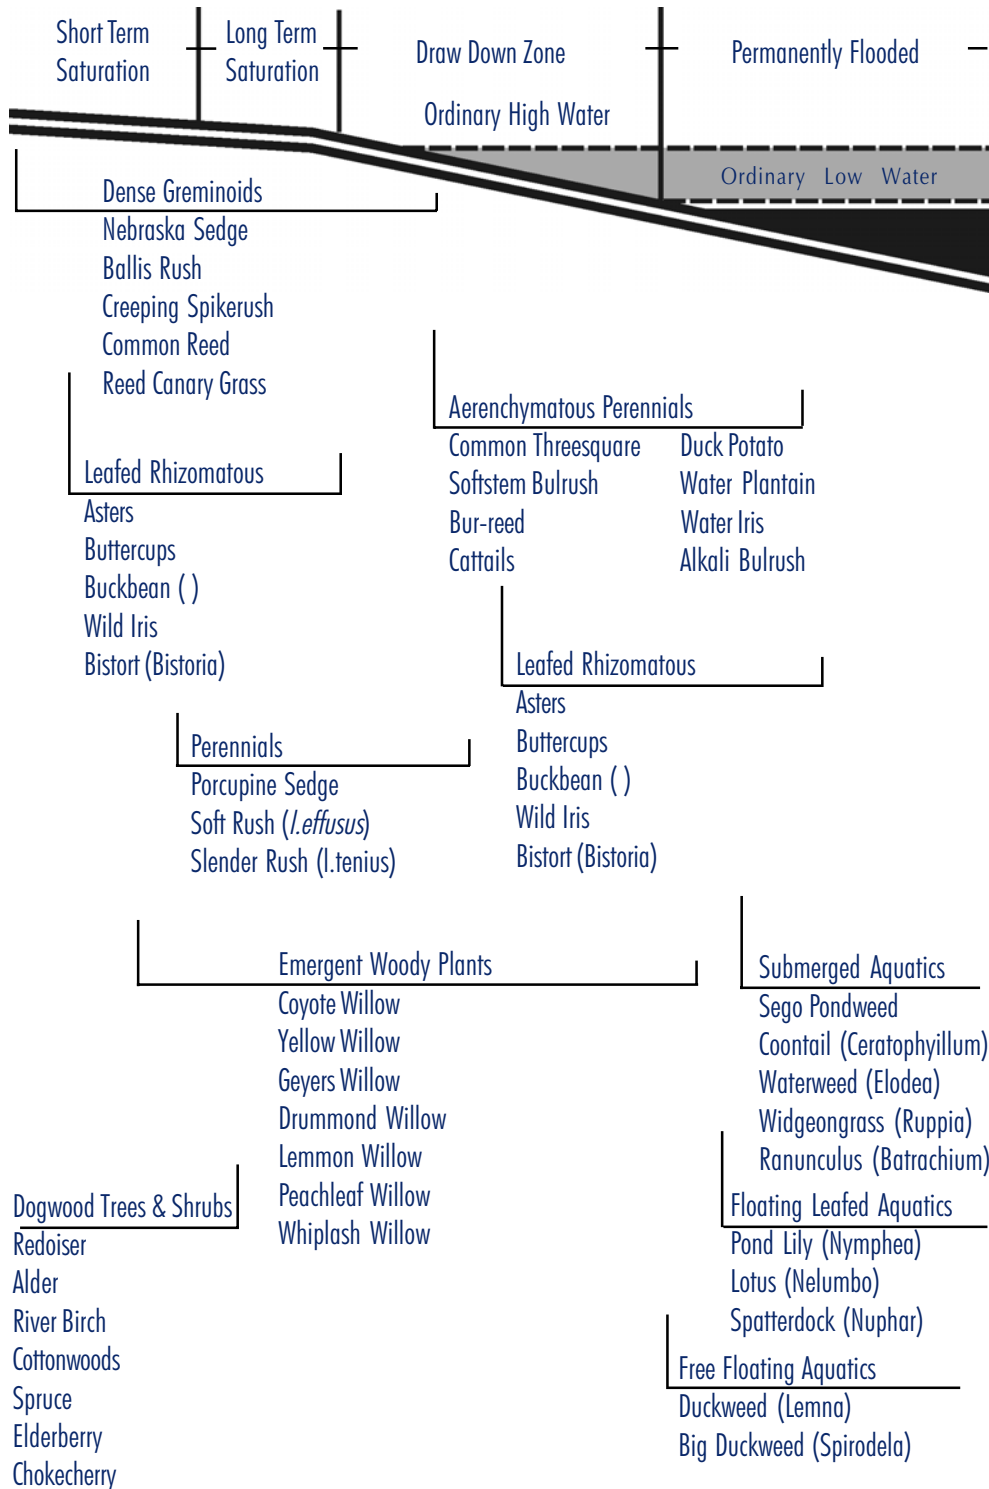 Short Term
Saturation
Long Term
Saturation
Draw Down Zone
Permanently Flooded
Ordinary High Water
Ordinary Low Water
Dense Greminoids
Nebraska Sedge
Ballis Rush
Creeping Spikerush
Common Reed
Reed Canary Grass
Leafed Rhizomatous
Asters
Buttercups
Buckbean ( )
Wild Iris
Bistort (Bistoria)
Aerenchymatous Perennials
Common Threesquare
Softstem Bulrush
Bur-reed
Cattails
Duck Potato
Water Plantain
Water Iris
Alkali Bulrush
Leafed Rhizomatous
Asters
Buttercups
Buckbean ( )
Wild Iris
Bistort (Bistoria)
Perennials
Porcupine Sedge
Soft Rush (l.effusus)
Slender Rush (l.tenius)
Emergent Woody Plants
Coyote Willow
Yellow Willow
Geyers Willow
Drummond Willow
Lemmon Willow
Peachleaf Willow
Whiplash Willow
Submerged Aquatics
Sego Pondweed
Coontail (Ceratophyillum)
Waterweed (Elodea)
Widgeongrass (Ruppia)
Ranunculus (Batrachium)
Dogwood Trees & Shrubs
Redoiser
Alder
River Birch
Cottonwoods
Spruce
Elderberry
Chokecherry
Floating Leafed Aquatics
Pond Lily (Nymphea)
Lotus (Nelumbo)
Spatterdock (Nuphar)
Free Floating Aquatics
Duckweed (Lemna)
Big Duckweed (Spirodela)